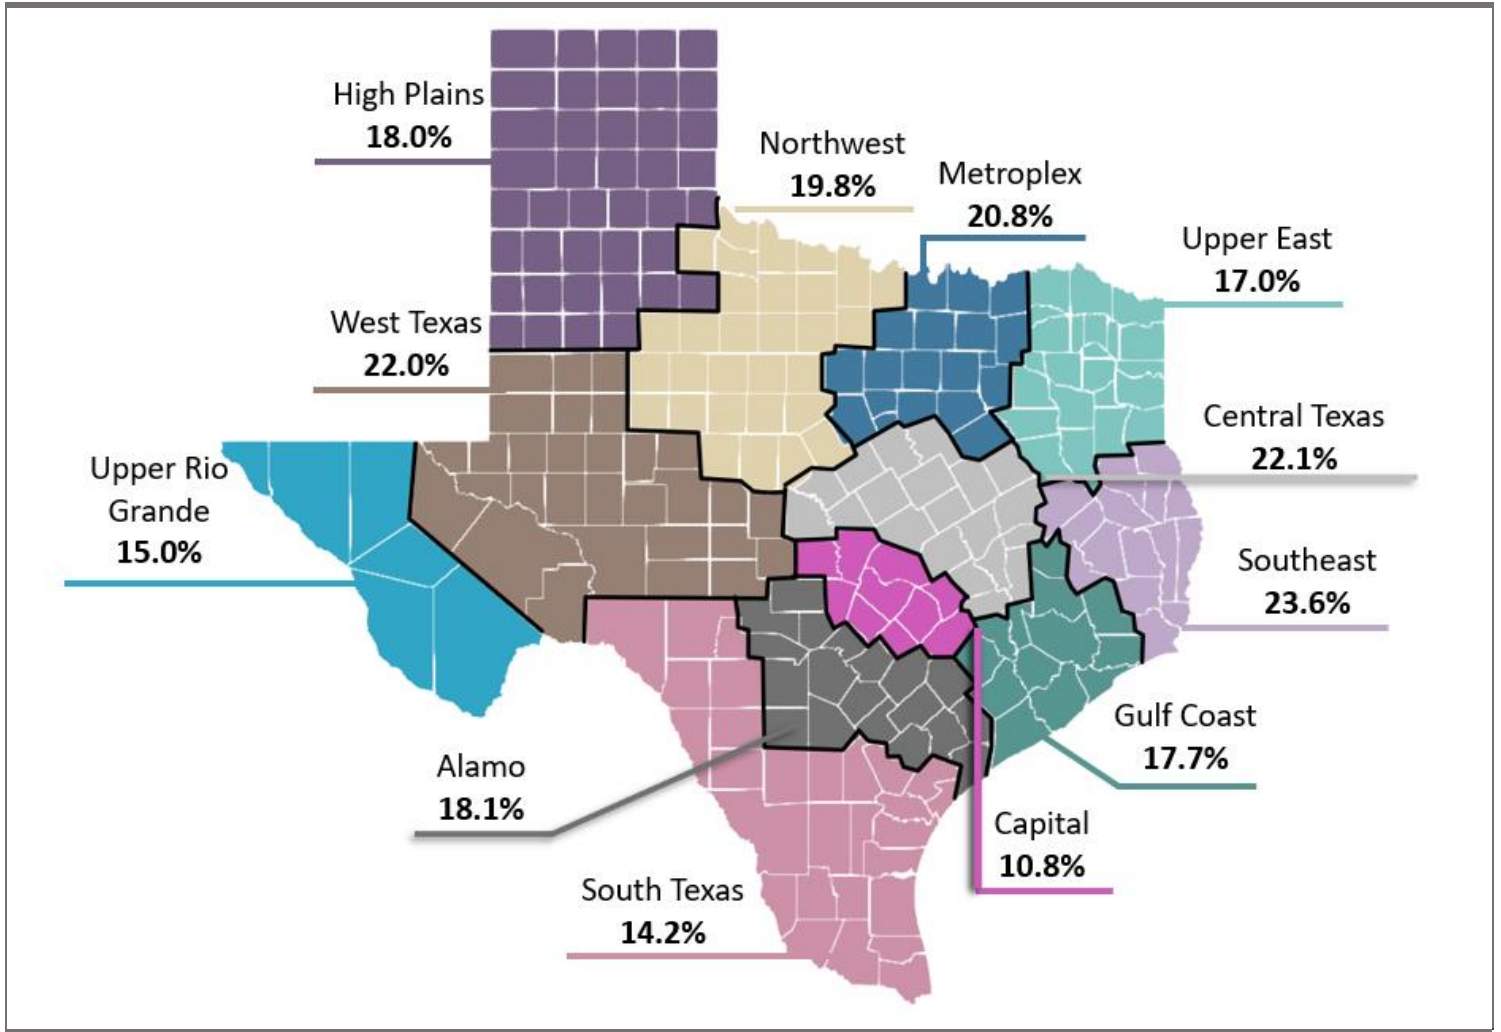 High Plains
18.0%
Northwest
19.8%
Metroplex
20.8%
Upper East
17.0%
West Texas
22.0%
Central Texas
22.1%
Upper Rio
Grande
15.0%
Southeast
23.6%
Gulf Coast
17.7%
Alamo
18.1%
Capital
10.8%
South Texas
14.2%